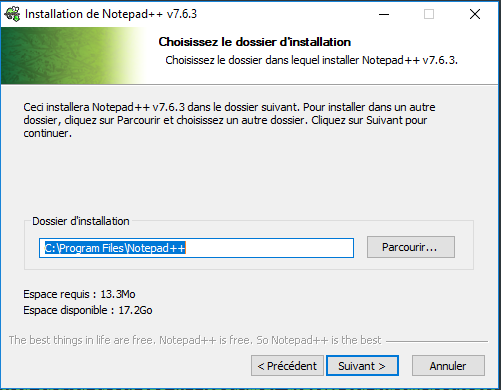 Installation de Notepad++ v7.6.3
Choisissez le dossier d'installation
Choisissez le dossier dans lequel installer Notepad++ v7.6.3.
Ceci installera Notepad++ v7.6.3 dans le dossier suivant. Pour installer dans un autre
dossier, cliquez sur Parcourir et choisissez un autre dossier. Cliquez sur Suivant pour
continuer.
Dossier d'installation
C:\Program Files\Notepad++
Parcourir...
Espace requis : 13.3Mo
Espace disponible : 17.2Go
The best things in life are free. Notepad++ is free. So Notepad++ is the best
< Précédent
Suivant >
Annuler